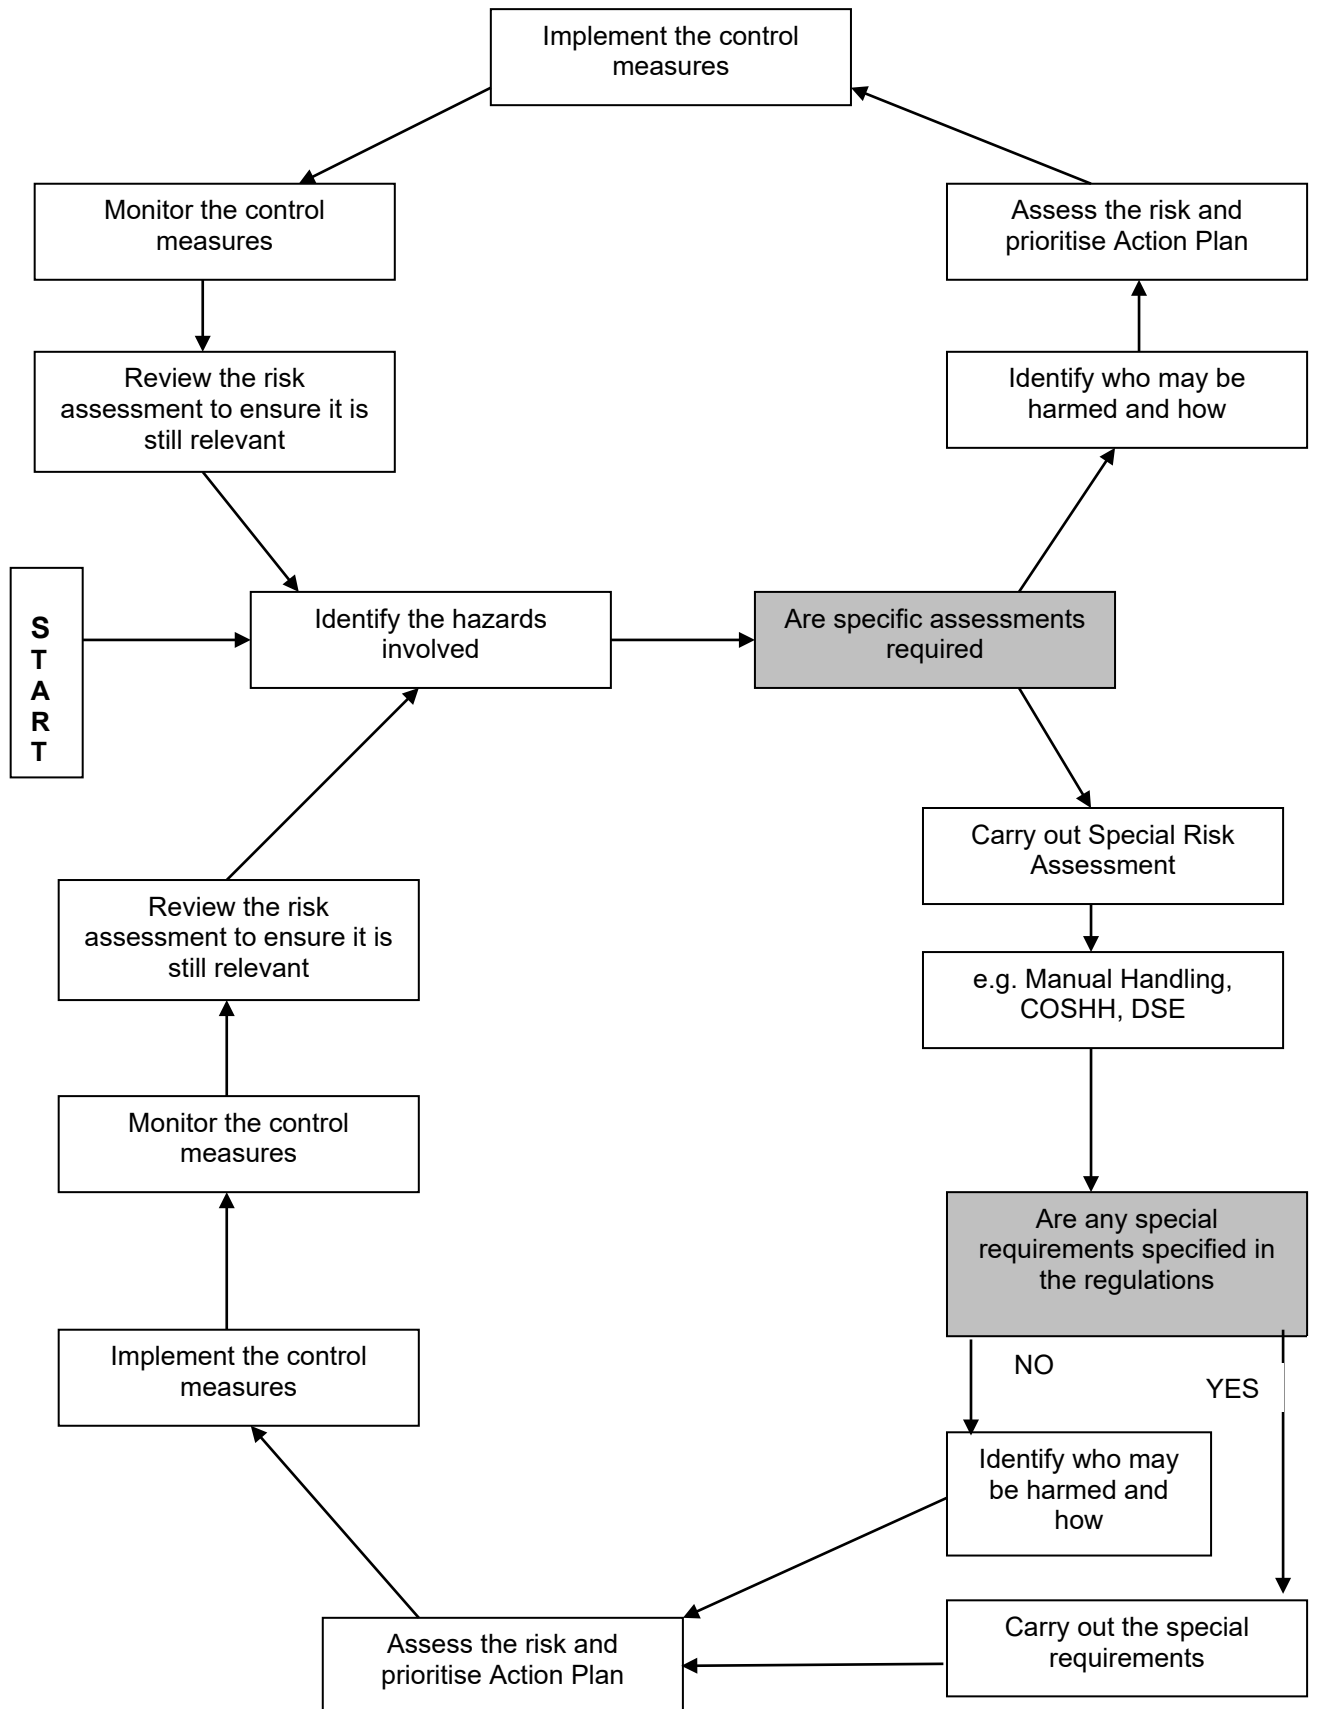 Implement the control
measures
Monitor the control
measures
Assess the risk and
prioritise Action Plan
Review the risk
assessment to ensure it is
still relevant
Identify who may be
harmed and how
S
T
A
R
T
Identify the hazards
involved
Are specific assessments
required
Carry out Special Risk
Assessment
Review the risk
assessment to ensure it is
still relevant
e.g. Manual Handling,
COSHH, DSE
Monitor the control
measures
Are any special
requirements specified in
the regulations
Implement the control
measures
NO
YES
Identify who may
be harmed and
how
Assess the risk and
prioritise Action Plan
Carry out the special
requirements